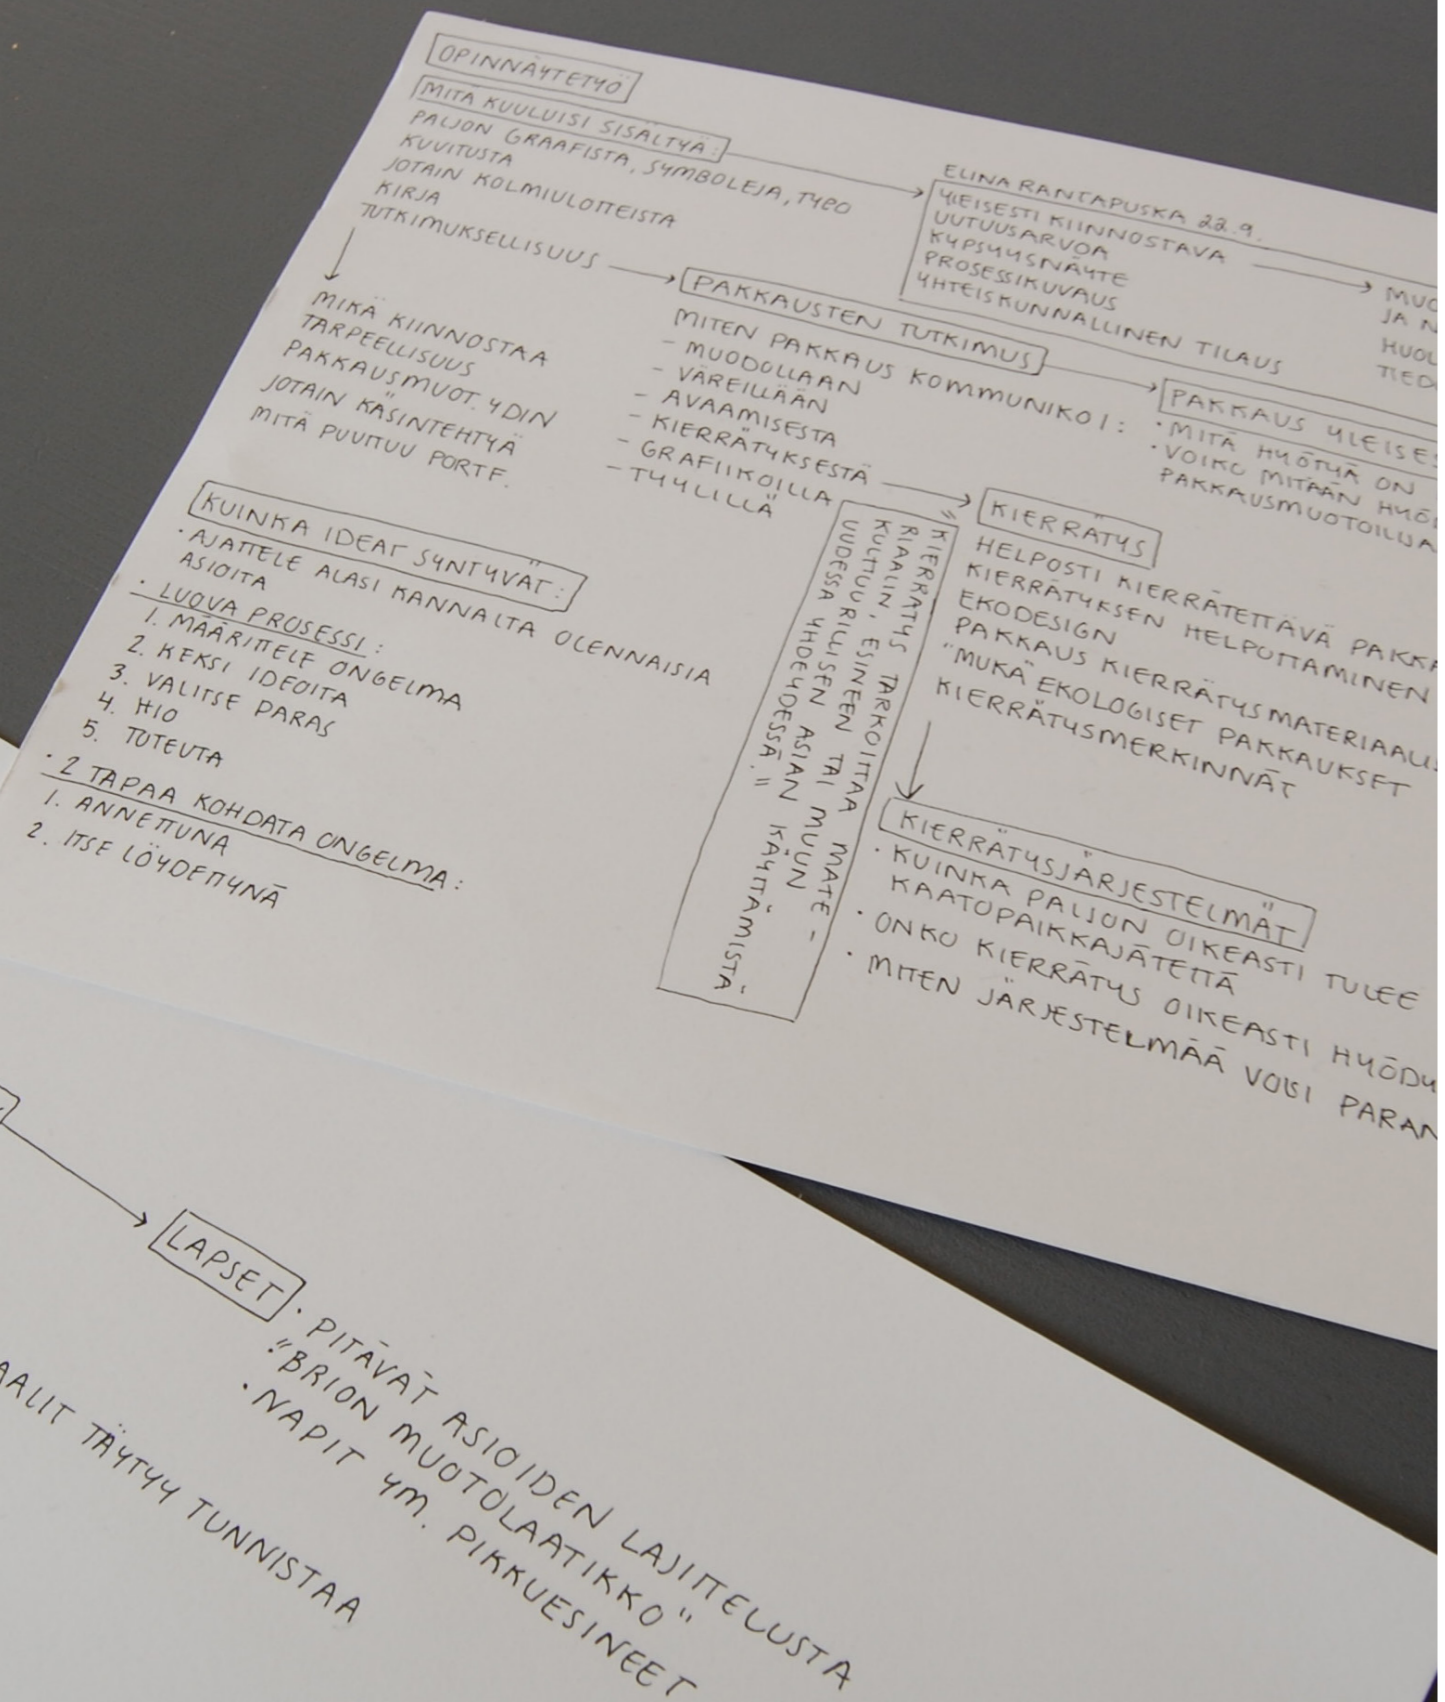 OPINNÄYTETYÖ
MITÄ KUULUISI SISÄLTYÄ:
PALJON GRAAFISTA, SYMBOLEJA, TYPO
KUVITUSTA
JOTAIN KOLMIULOTTEISTA
KIRJA
TUTKIMUKSELLISUUS
MIKÄ KIINNOSTAA
TARPEELLISUUS
PAKKAUSMUOT. YDIN
JOTAIN KÄSINTEHTYÄ
MITÄ PUUTTUU PORTF.
ELINA RANTAPUSKA 22.9.
YLEISESTI KIINNOSTAVA
UUTUUSARVOA
KYPSYYSNÄYTE
PROSESSIKUVAUS
YHTEISKUNNALLINEN TILAUS
MUO
JA N
HUOL
TIED
PAKKAUSTEN TUTKIMUS
MITEN PAKKAUS KOMMUNIKOI:
- MUODOLLAAN
- VÄREILLÄÄN
- AVAAMISESTA
- KIERRÄTYKSESTÄ
- GRAFIIKOILLA
- TYYLILLÄ
PAKKAUS YLEISES
· MITÄ HYÖTYÄ ON
· VOIKO MITÄÄN HYÖ
PAKKAUSMUOTOILIJA
KUINKA IDEAT SYNTYVÄT:
· AJATTELE ALASI KANNALTA OLENNAISIA
ASIOITA
· LUOVA PROSESSI:
1. MÄÄRITTELE ONGELMA
2. KEKSI IDEOITA
3. VALITSE PARAS
4. HIO
5. TOTEUTA
· 2 TAPAA KOHDATA ONGELMA:
1. ANNETTUNA
2. ITSE LÖYDETTYNÄ
"KIERRÄTYS TARKOITTAA MATE-
RIAALIN, ESINEEN TAI MUUN
KULTTUURILLISEN ASIAN KÄYTTÄMISTÄ
UUDESSA YHDEYDESSÄ."
KIERRÄTYS
HELPOSTI KIERRÄTETTÄVÄ PAKKA
KIERRÄTYKSEN HELPOTTAMINEN
EKODESIGN
PAKKAUS KIERRÄTYSMATERIAALIS
"MUKA" EKOLOGISET PAKKAUKSET
KIERRÄTYSMERKINNÄT
KIERRÄTYSJÄRJESTELMÄT
· KUINKA PALJON OIKEASTI TULEE
KAATOPAIKKAJÄTETTÄ
· ONKO KIERRÄTYS OIKEASTI HYÖDY
· MITEN JÄRJESTELMÄÄ VOISI PARAN
LAPSET
· PITÄVÄT ASIOIDEN LAJITTELUSTA
· "BRION MUOTOLAATIKKO"
· NAPIT YM. PIKKUESINEET
AALIT TÄYTYY TUNNISTAA